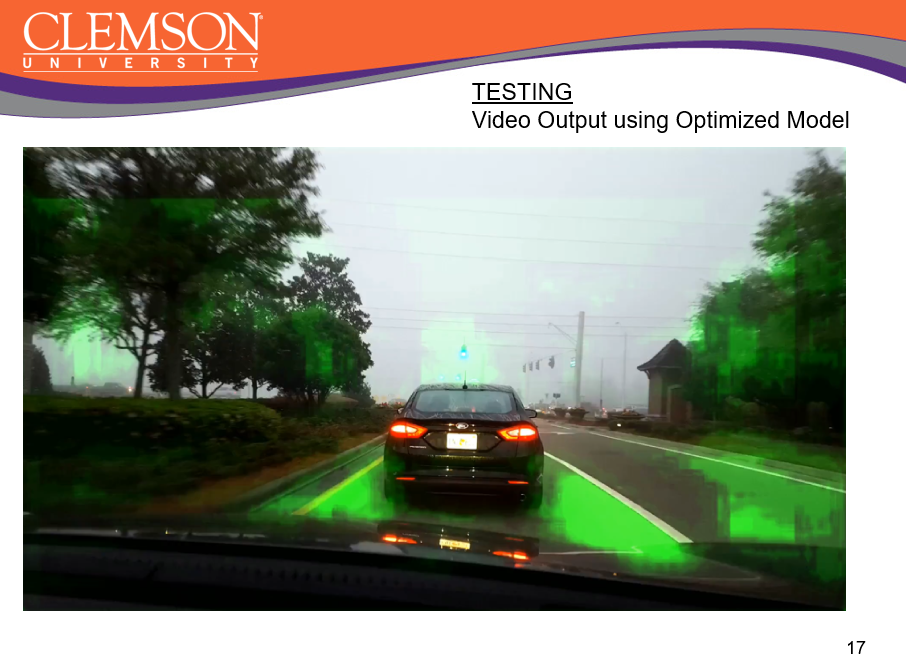 CLEMSON
UNIVERSITY
TESTING
Video Output using Optimized Model
17